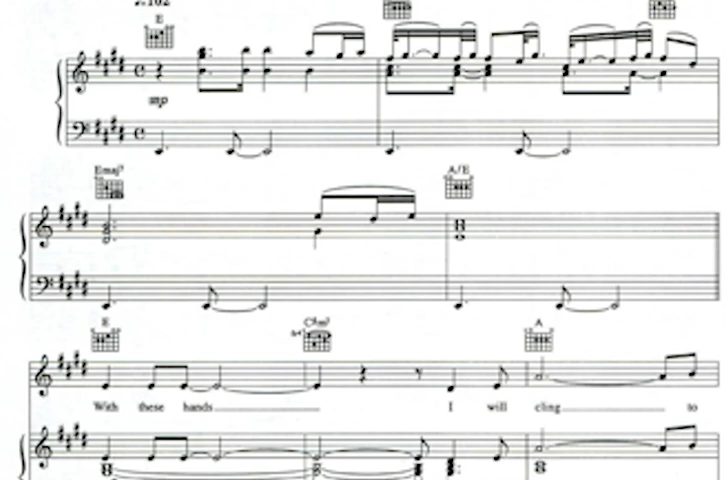 E
mp
Emaj⁷ A/E
E C♯m⁷ A
With these hands I will cling to